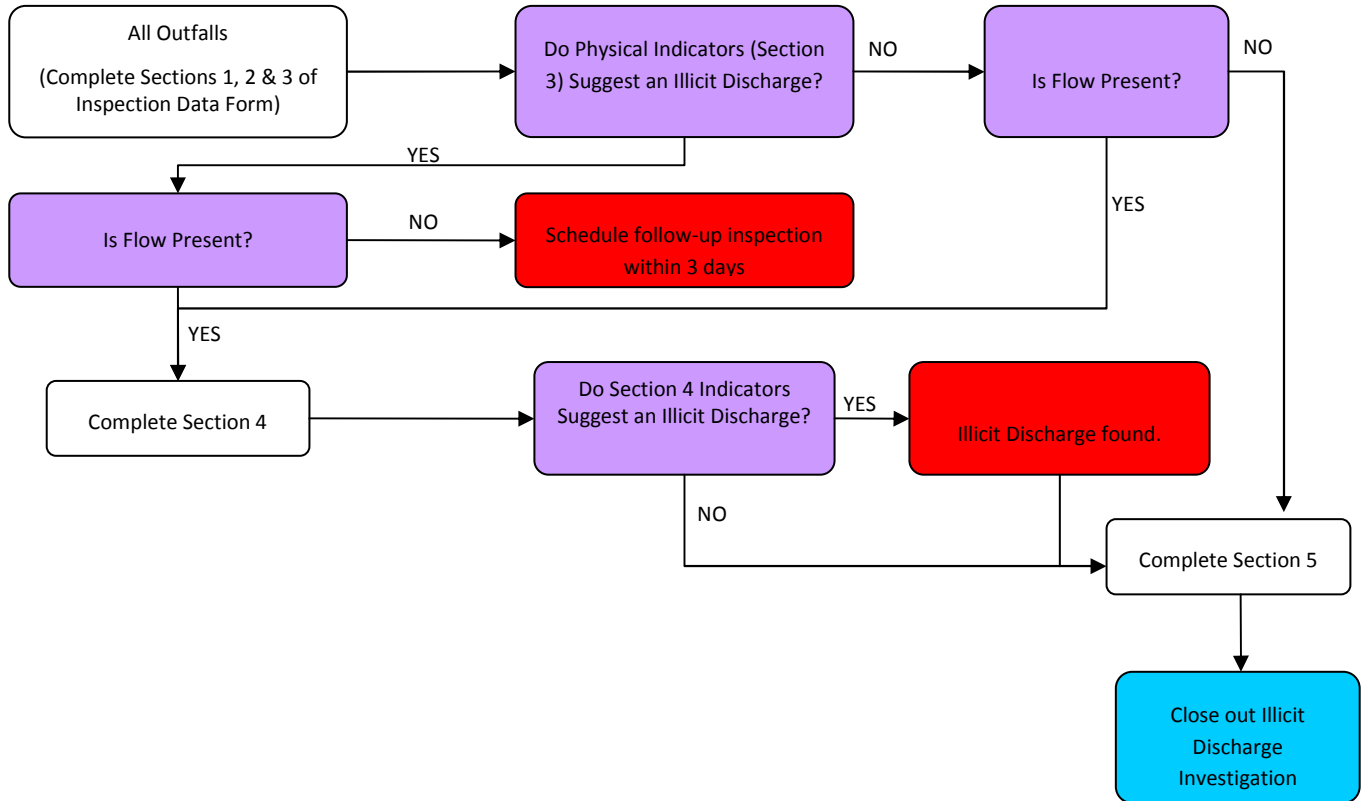 All Outfalls
(Complete Sections 1, 2 & 3 of
Inspection Data Form)
Do Physical Indicators (Section
3) Suggest an Illicit Discharge?
NO
Is Flow Present?
NO
YES
Is Flow Present?
NO
Schedule follow-up inspection
within 3 days
YES
YES
Complete Section 4
Do Section 4 Indicators
Suggest an Illicit Discharge?
YES
Illicit Discharge found.
NO
Complete Section 5
Close out Illicit
Discharge
Investigation